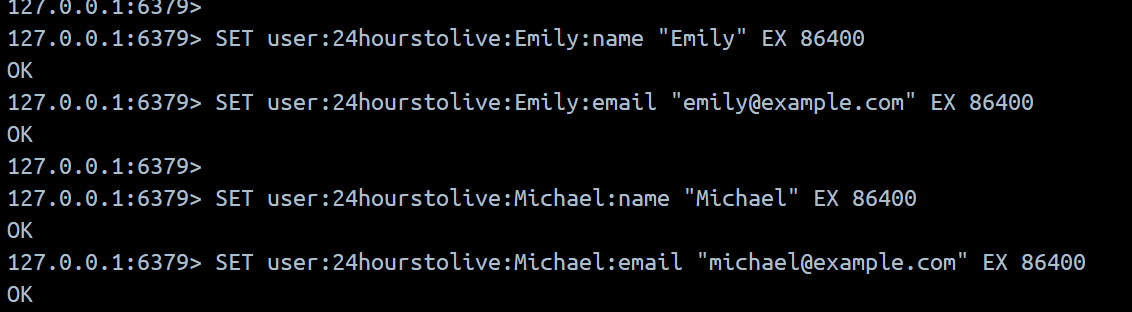 127.0.0.1:6379>
127.0.0.1:6379> SET user:24hourstolive:Emily:name "Emily" EX 86400
OK
127.0.0.1:6379> SET user:24hourstolive:Emily:email "emily@example.com" EX 86400
OK
127.0.0.1:6379>
127.0.0.1:6379> SET user:24hourstolive:Michael:name "Michael" EX 86400
OK
127.0.0.1:6379> SET user:24hourstolive:Michael:email "michael@example.com" EX 86400
OK